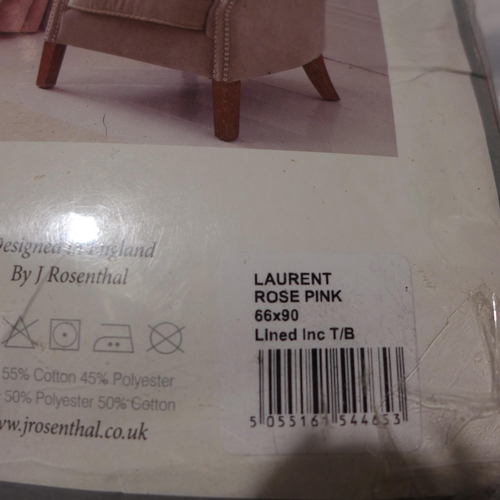 Designed in England
By J Rosenthal
LAURENT
ROSE PINK
66x90
Lined Inc T/B
55% Cotton 45% Polyester
50% Polyester 50% Cotton
www.jrosenthal.co.uk
5 055161 544653